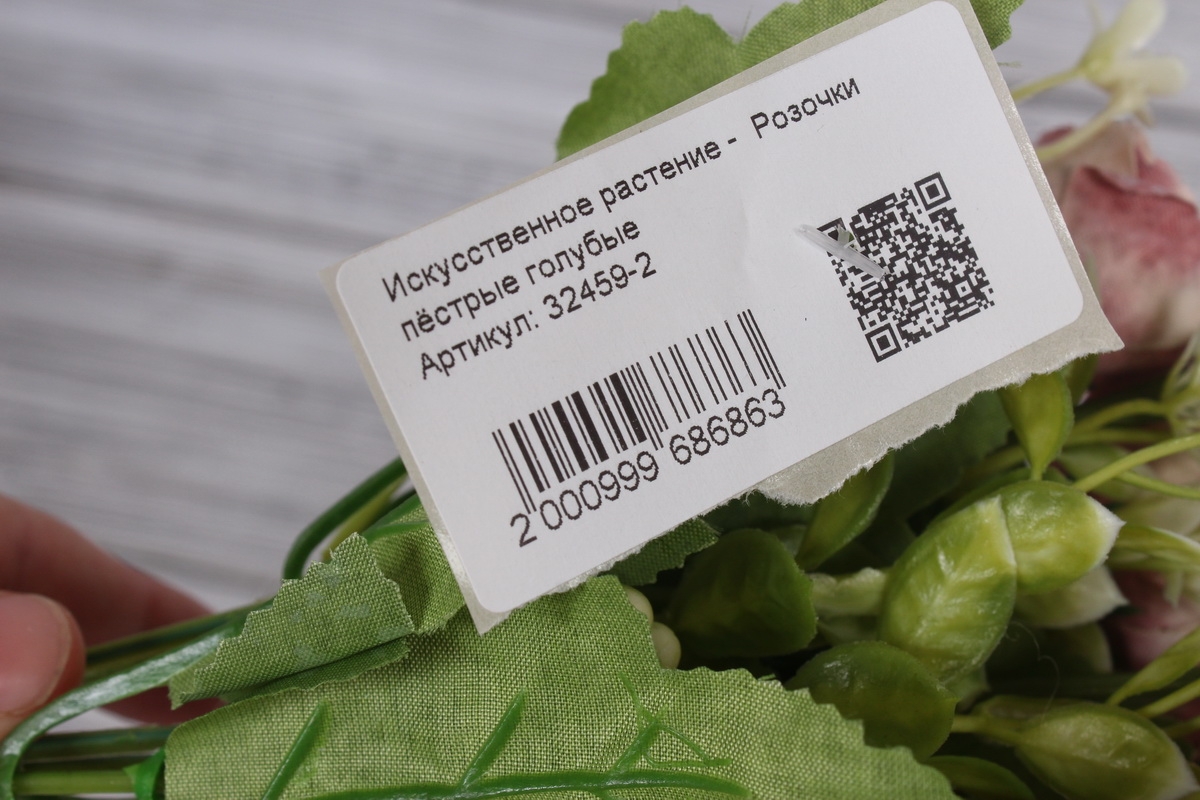 Искусственное растение - Розочки
пёстрые голубые
Артикул: 32459-2
2 000999 686863